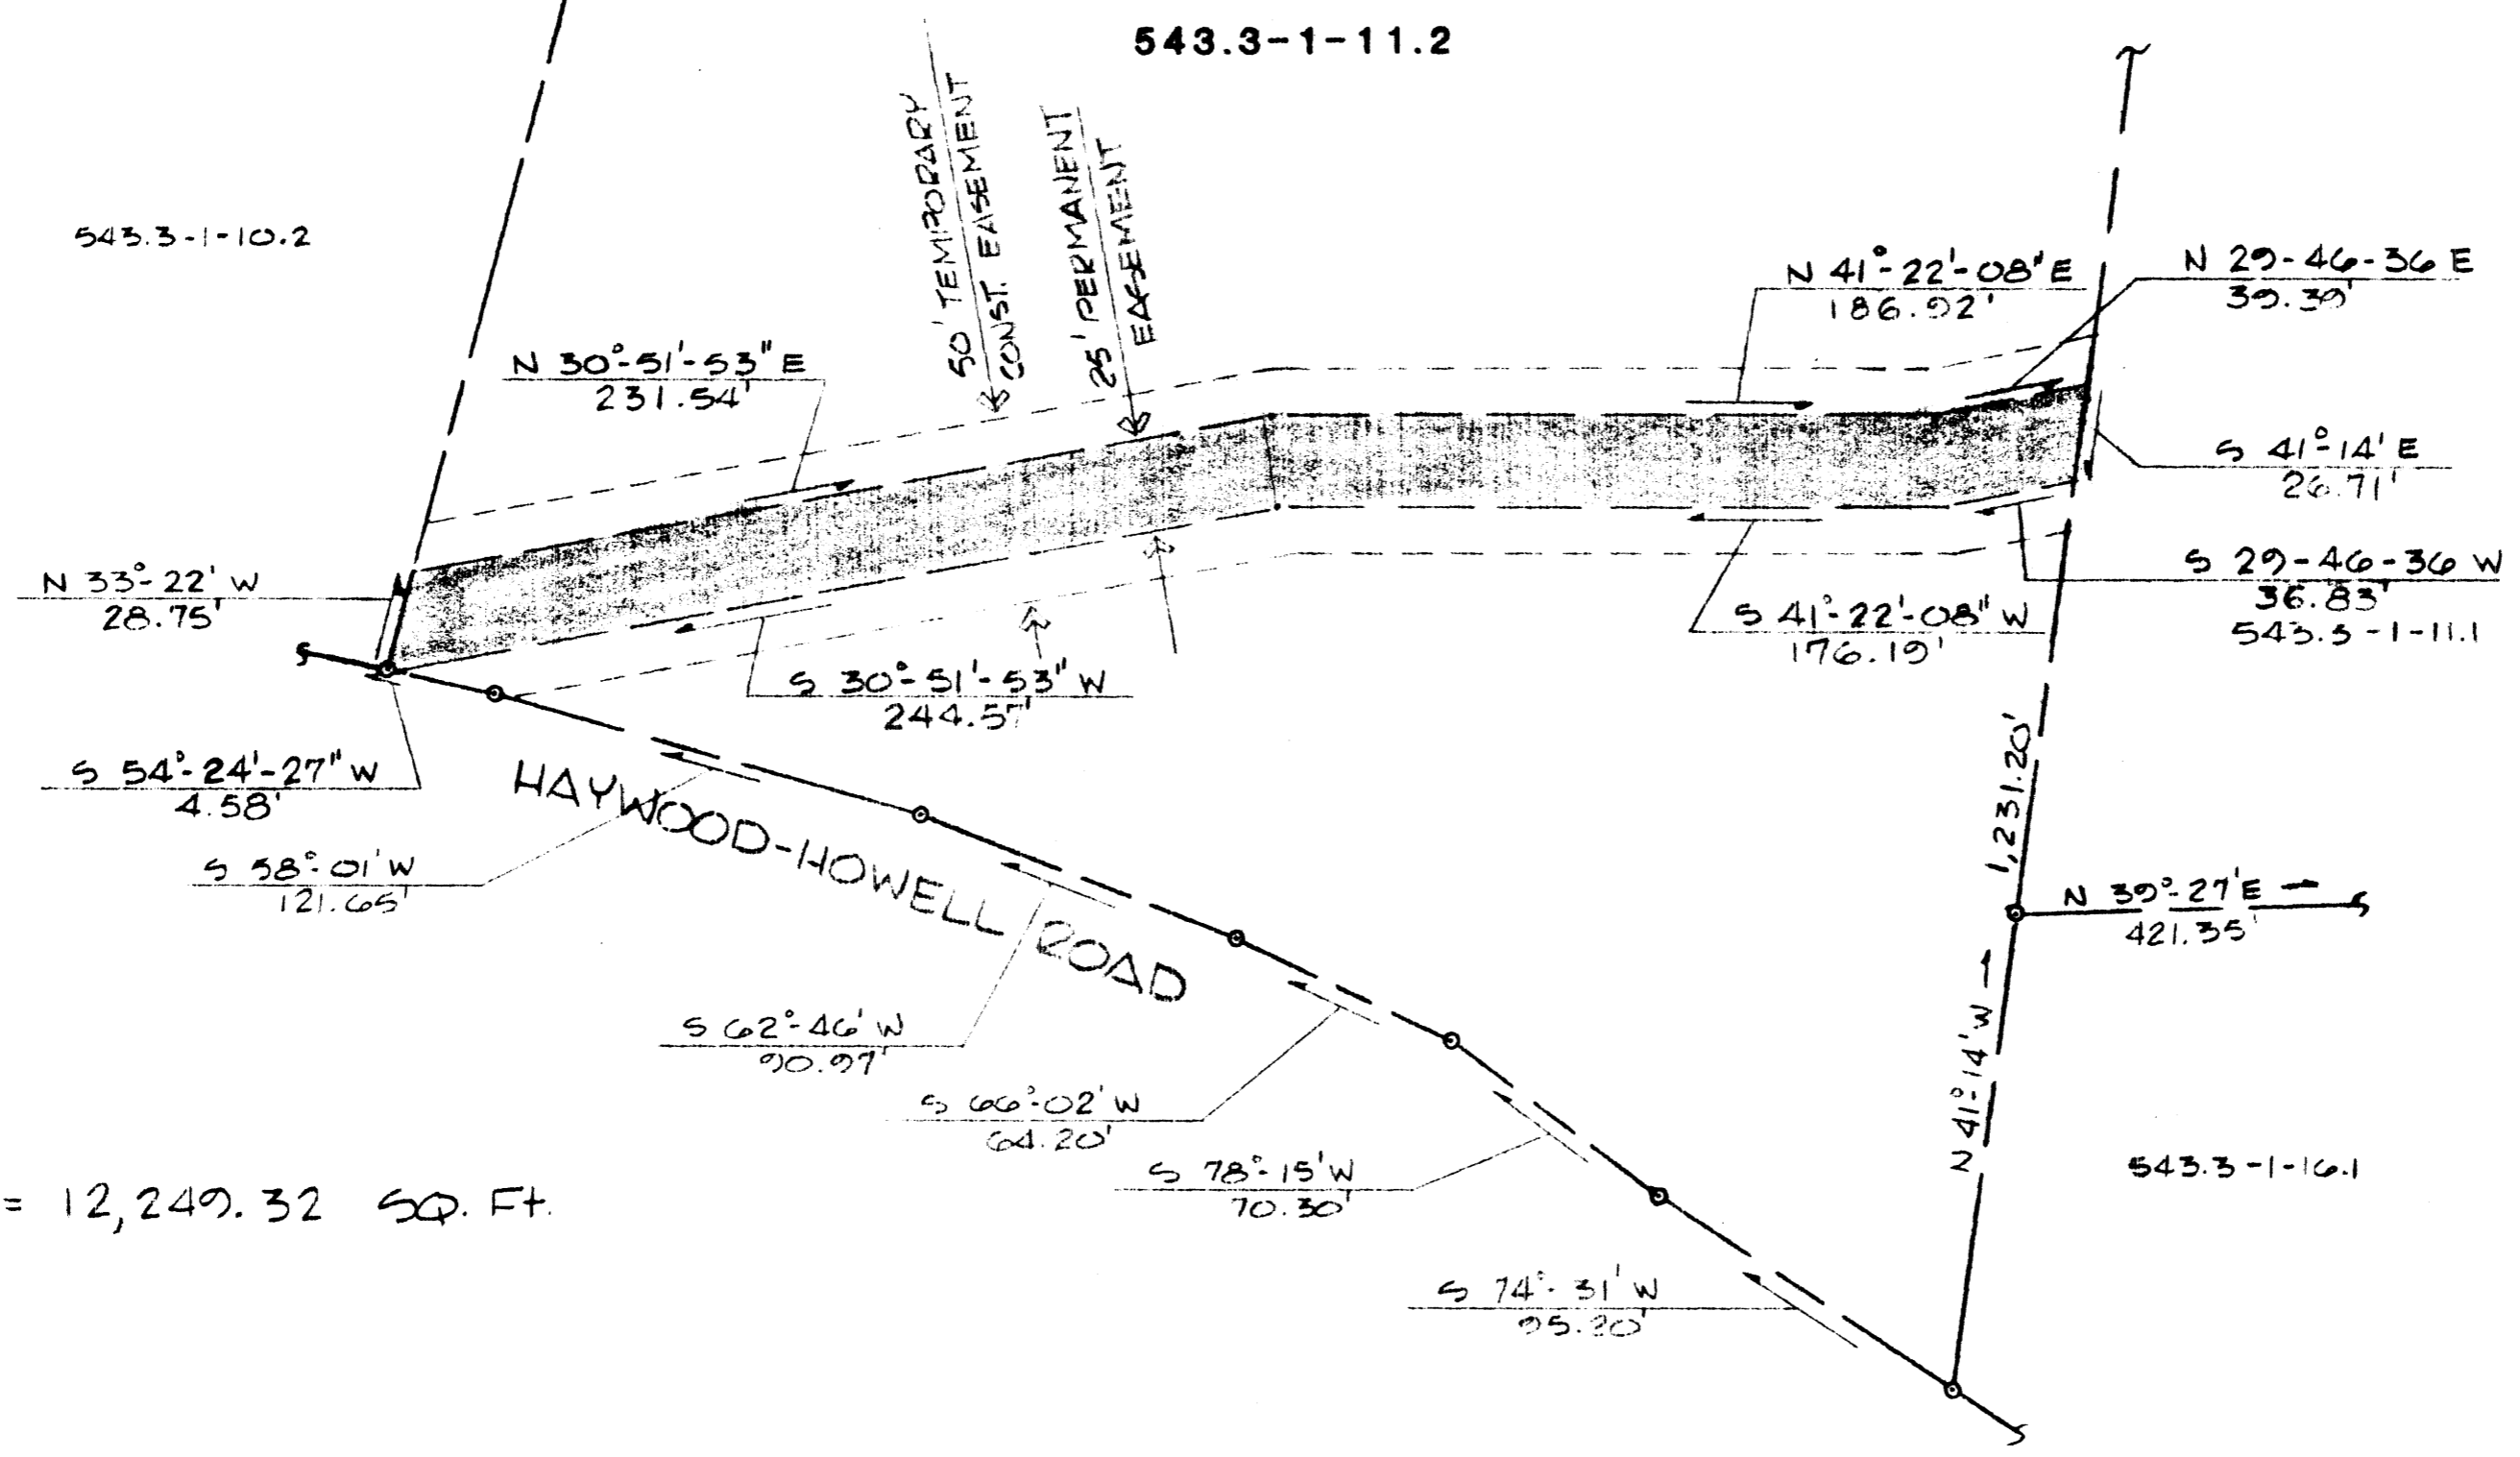 543.3-1-11.2
543.3-1-10.2
50' TEMPORARY
CONST. EASEMENT
25' PERMANENT
EASEMENT
N 41°-22'-08" E
186.92'
N 29-46-36 E
39.39'
N 30°-51'-53" E
231.54'
S 41°-14' E
26.71'
N 33°-22' W
28.75'
S 29-46-36 W
36.83'
543.3-1-11.1
S 41°-22'-08" W
176.19'
S 30°-51'-53" W
244.57'
S 54°-24'-27" W
4.58'
HAYWOOD-HOWELL ROAD
S 58°-01' W
121.65'
1,231.20'
N 39°-27' E
421.35'
N 41°-14' W
S 62°-46' W
90.97'
S 66°-02' W
64.20'
S 78°-15' W
70.30'
543.3-1-16.1
= 12,249.32 SQ. Ft.
S 74°-31' W
95.20'